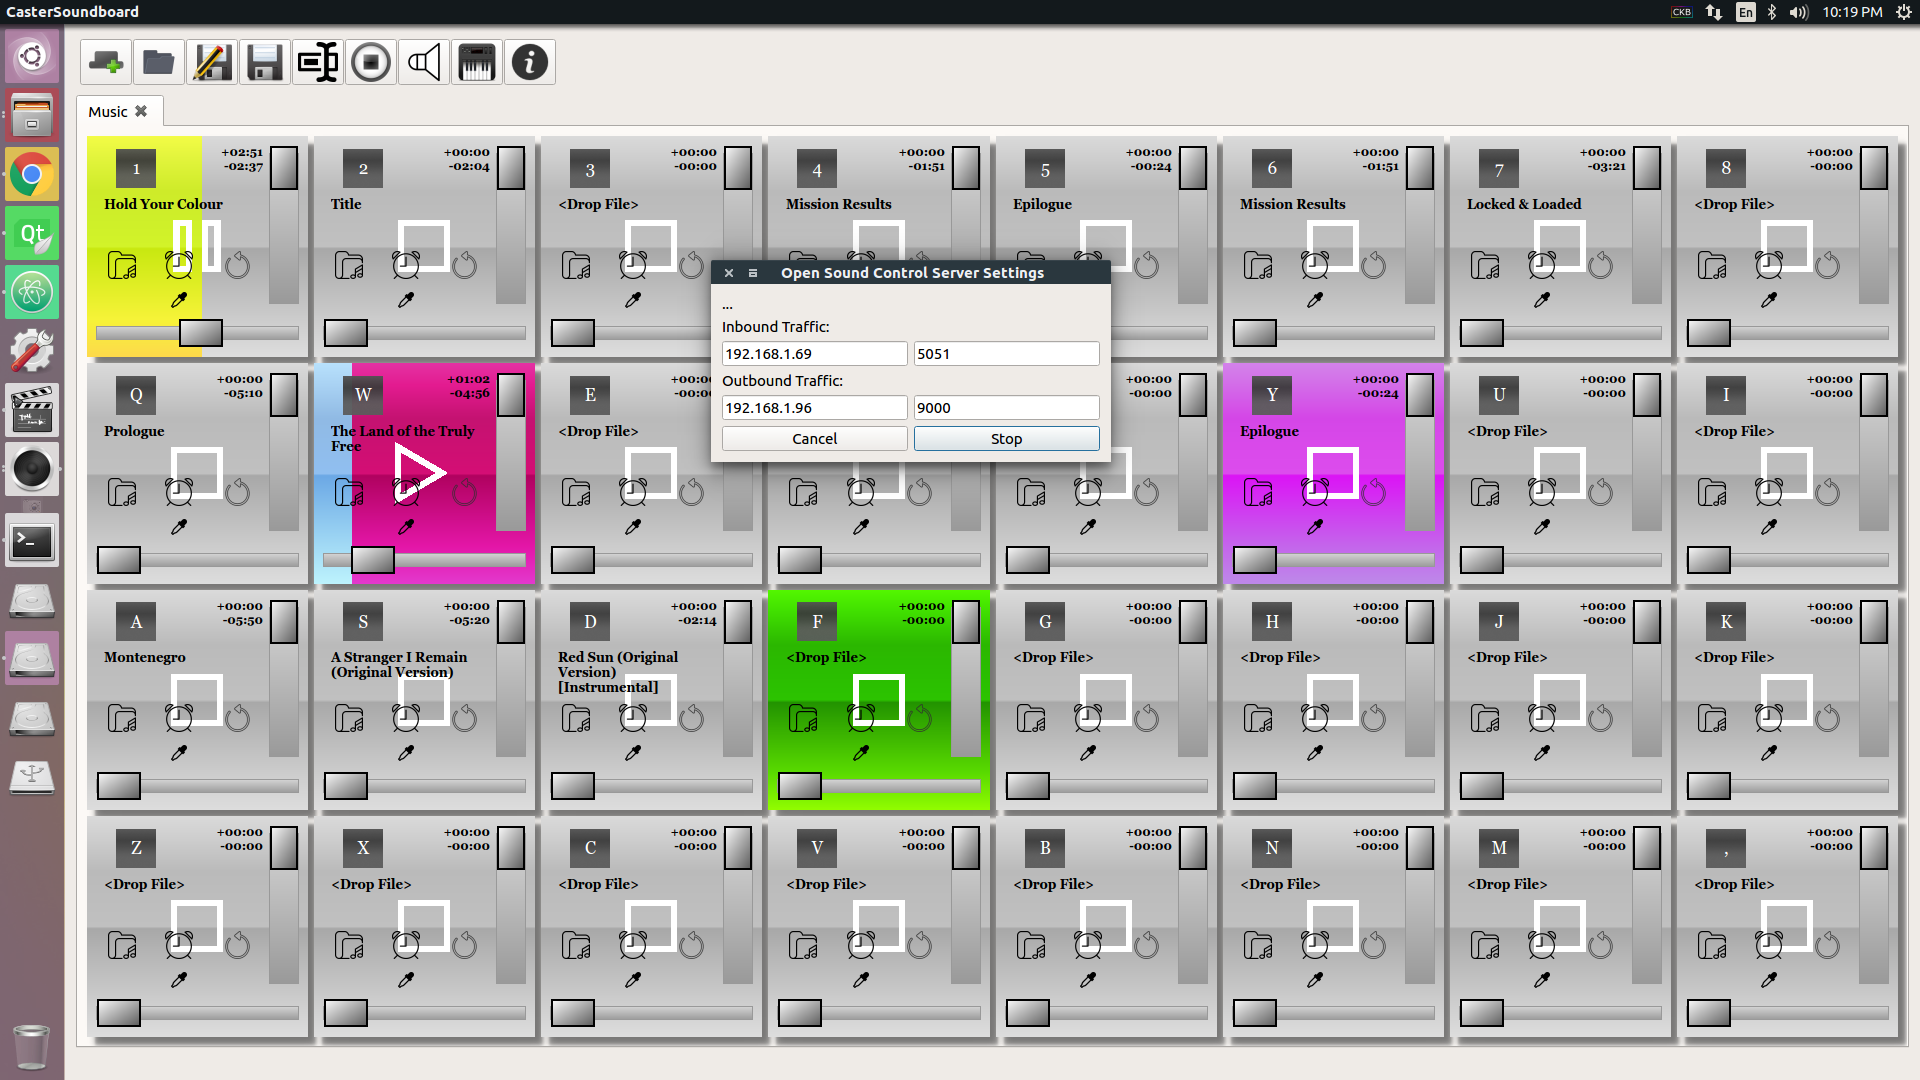 CasterSoundboard
CKB
En
10:19 PM
Music
1
+02:51
-02:37
Hold Your Colour
2
+00:00
-02:04
Title
3
+00:00
-00:00
<Drop File>
4
+00:00
-01:51
Mission Results
5
+00:00
-00:24
Epilogue
6
+00:00
-01:51
Mission Results
7
+00:00
-03:21
Locked & Loaded
8
+00:00
-00:00
<Drop File>
Open Sound Control Server Settings
...
Inbound Traffic:
192.168.1.69
5051
Outbound Traffic:
192.168.1.96
9000
Cancel
Stop
Q
+00:00
-05:10
Prologue
W
+01:02
-04:56
The Land of the Truly
Free
E
<Drop File>
+00:00
-00:00
Y
+00:00
-00:24
Epilogue
U
+00:00
-00:00
<Drop File>
I
+00:00
-00:00
<Drop File>
A
+00:00
-05:50
Montenegro
S
+00:00
-05:20
A Stranger I Remain
(Original Version)
D
+00:00
-02:14
Red Sun (Original
Version)
[Instrumental]
F
+00:00
-00:00
<Drop File>
G
+00:00
-00:00
<Drop File>
H
+00:00
-00:00
<Drop File>
J
+00:00
-00:00
<Drop File>
K
+00:00
-00:00
<Drop File>
Z
+00:00
-00:00
<Drop File>
X
+00:00
-00:00
<Drop File>
C
+00:00
-00:00
<Drop File>
V
+00:00
-00:00
<Drop File>
B
+00:00
-00:00
<Drop File>
N
+00:00
-00:00
<Drop File>
M
+00:00
-00:00
<Drop File>
,
+00:00
-00:00
<Drop File>